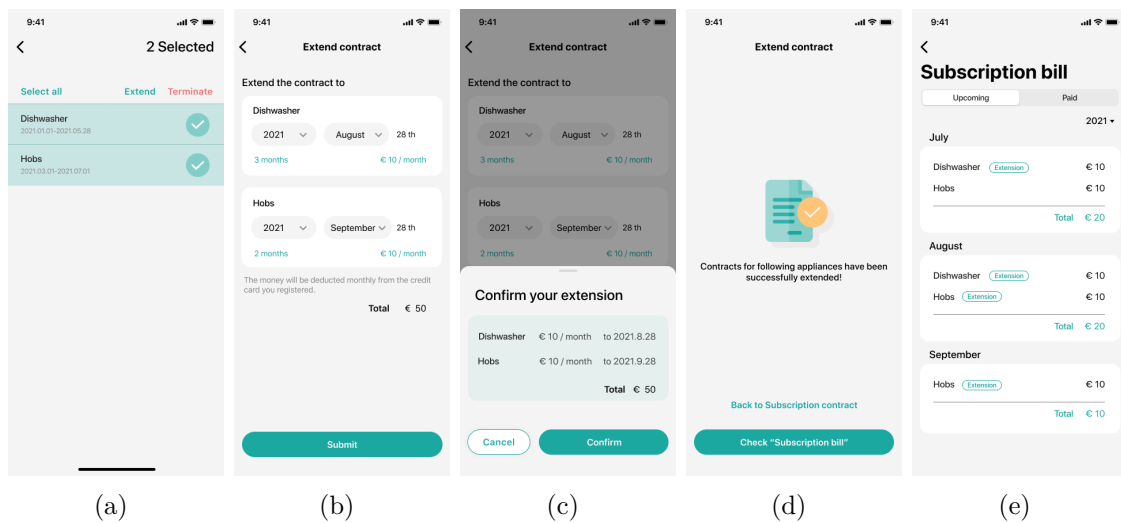 9:41
2 Selected
Select all Extend Terminate
Dishwasher
2021.01.01-2021.05.28
Hobs
2021.03.01-2021.07.01
(a)
9:41
Extend contract
Extend the contract to
Dishwasher
2021 August 28 th
3 months € 10 / month
Hobs
2021 September 28 th
2 months € 10 / month
The money will be deducted monthly from the credit
card you registered.
Total € 50
Submit
(b)
9:41
Extend contract
Extend the contract to
Dishwasher
2021 August 28 th
3 months € 10 / month
Hobs
2021 September 28 th
2 months € 10 / month
Confirm your extension
Dishwasher € 10 / month to 2021.8.28
Hobs € 10 / month to 2021.9.28
Total € 50
Cancel Confirm
(c)
9:41
Extend contract
Contracts for following appliances have been
successfully extended!
Back to Subscription contract
Check "Subscription bill"
(d)
9:41
Subscription bill
Upcoming Paid
2021
July
Dishwasher Extension € 10
Hobs € 10
Total € 20
August
Dishwasher Extension € 10
Hobs Extension € 10
Total € 20
September
Hobs Extension € 10
Total € 10
(e)